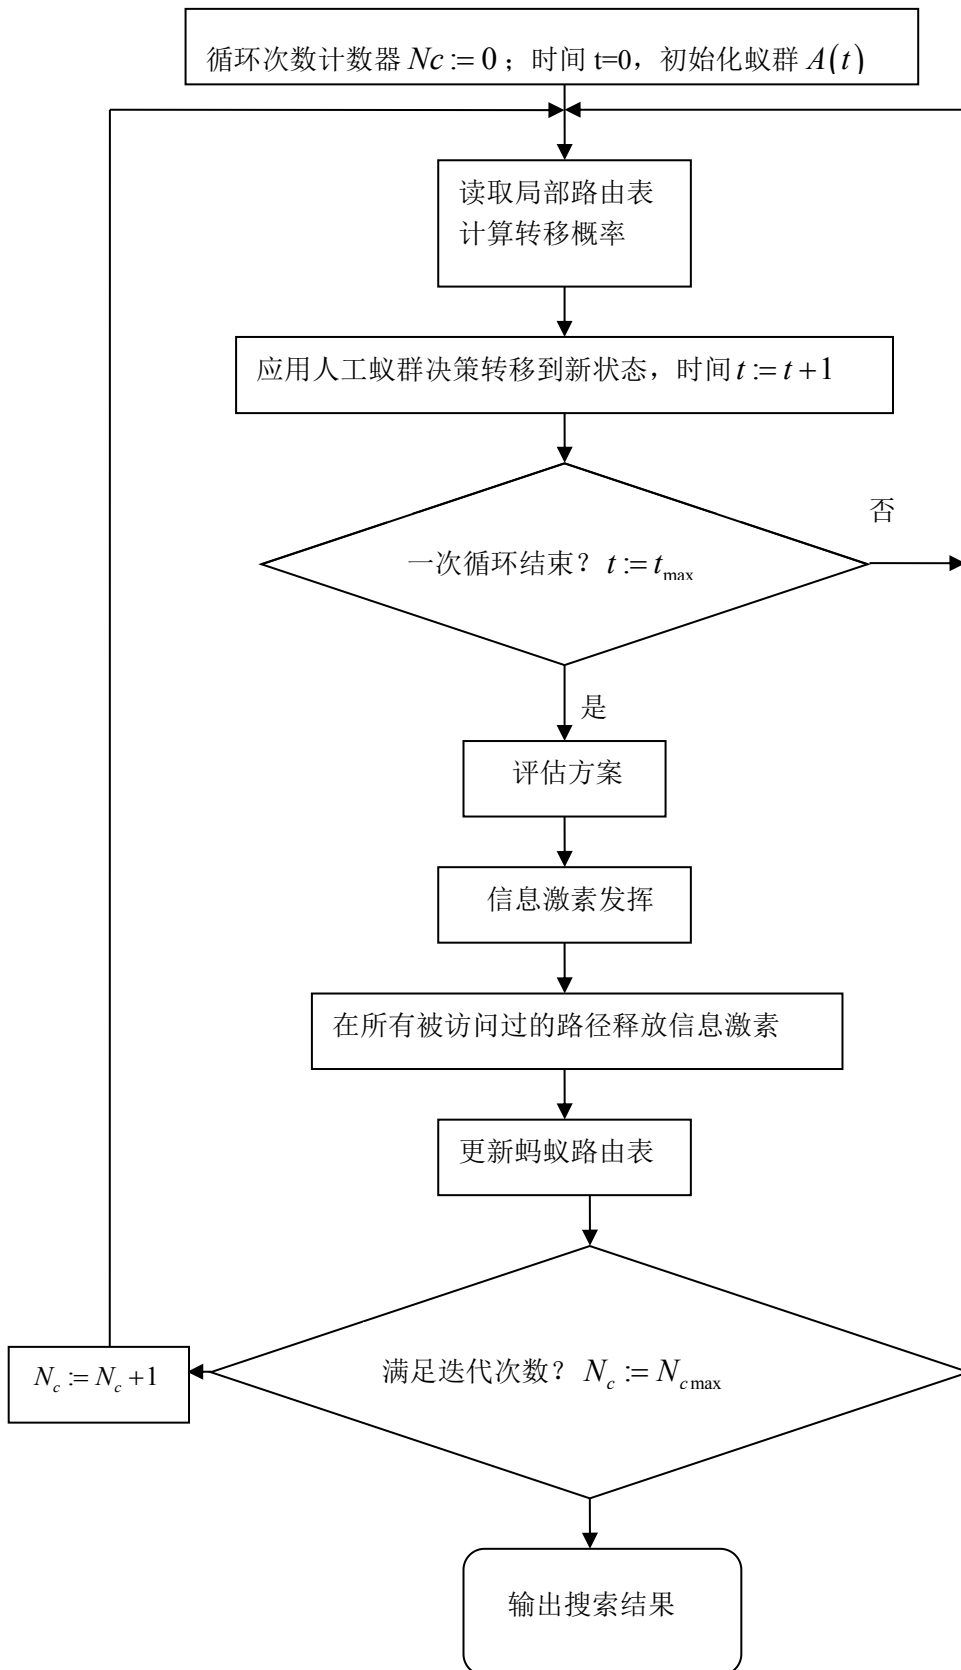 循环次数计数器 Nc := 0 ；时间 t=0，初始化蚁群 A(t)
读取局部路由表
计算转移概率
应用人工蚁群决策转移到新状态，时间 t := t + 1
否
一次循环结束？ t := t_max
是
评估方案
信息激素发挥
在所有被访问过的路径释放信息激素
更新蚂蚁路由表
N_c := N_c + 1
满足迭代次数？ N_c := N_cmax
输出搜索结果